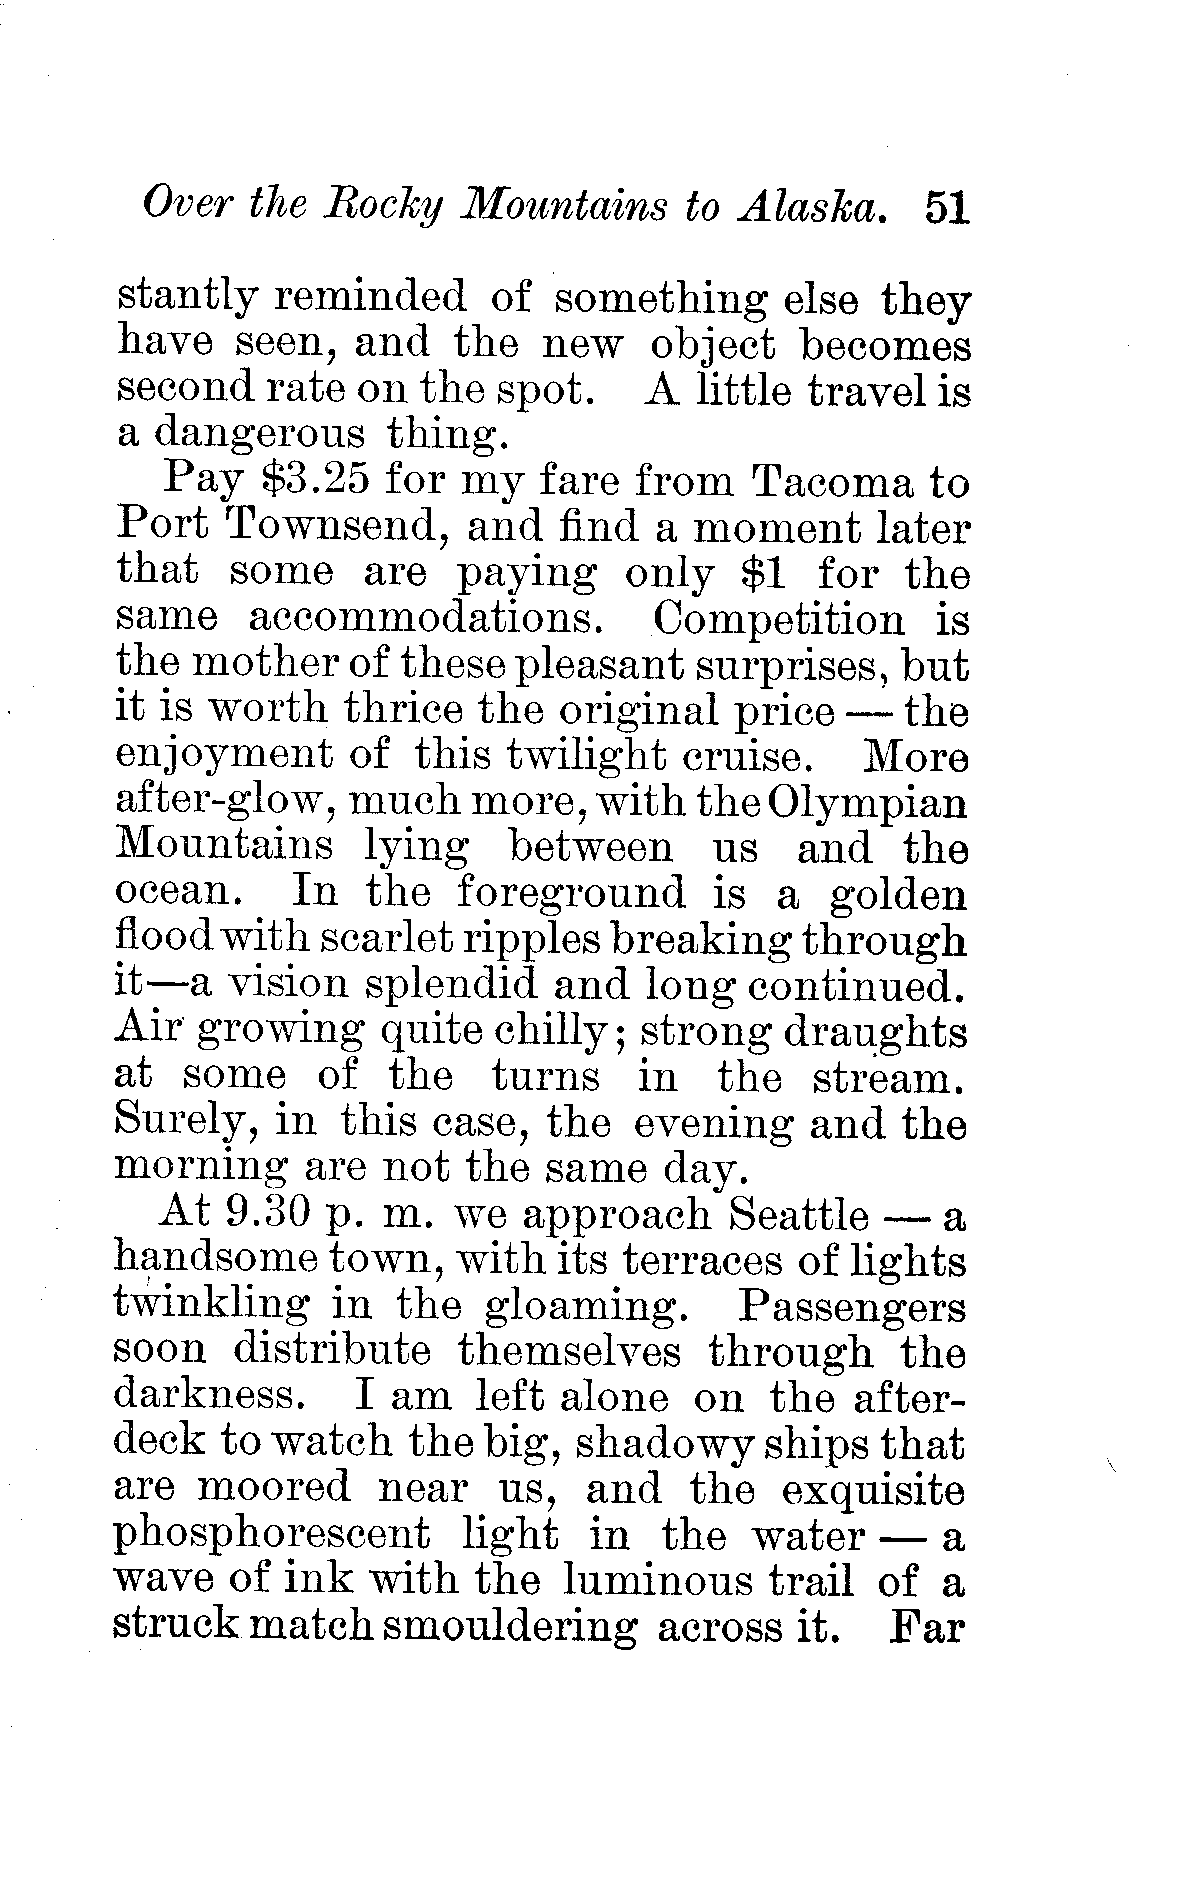 Over the Rocky Mountains to Alaska. 51
stantly reminded of something else they
have seen, and the new object becomes
second rate on the spot. A little travel is
a dangerous thing.
Pay $3.25 for my fare from Tacoma to
Port Townsend, and find a moment later
that some are paying only $1 for the
same accommodations. Competition is
the mother of these pleasant surprises, but
it is worth thrice the original price — the
enjoyment of this twilight cruise. More
after-glow, much more, with the Olympian
Mountains lying between us and the
ocean. In the foreground is a golden
flood with scarlet ripples breaking through
it—a vision splendid and long continued.
Air growing quite chilly; strong draughts
at some of the turns in the stream.
Surely, in this case, the evening and the
morning are not the same day.
At 9.30 p. m. we approach Seattle — a
handsome town, with its terraces of lights
twinkling in the gloaming. Passengers
soon distribute themselves through the
darkness. I am left alone on the after-
deck to watch the big, shadowy ships that
are moored near us, and the exquisite
phosphorescent light in the water — a
wave of ink with the luminous trail of a
struck match smouldering across it. Far